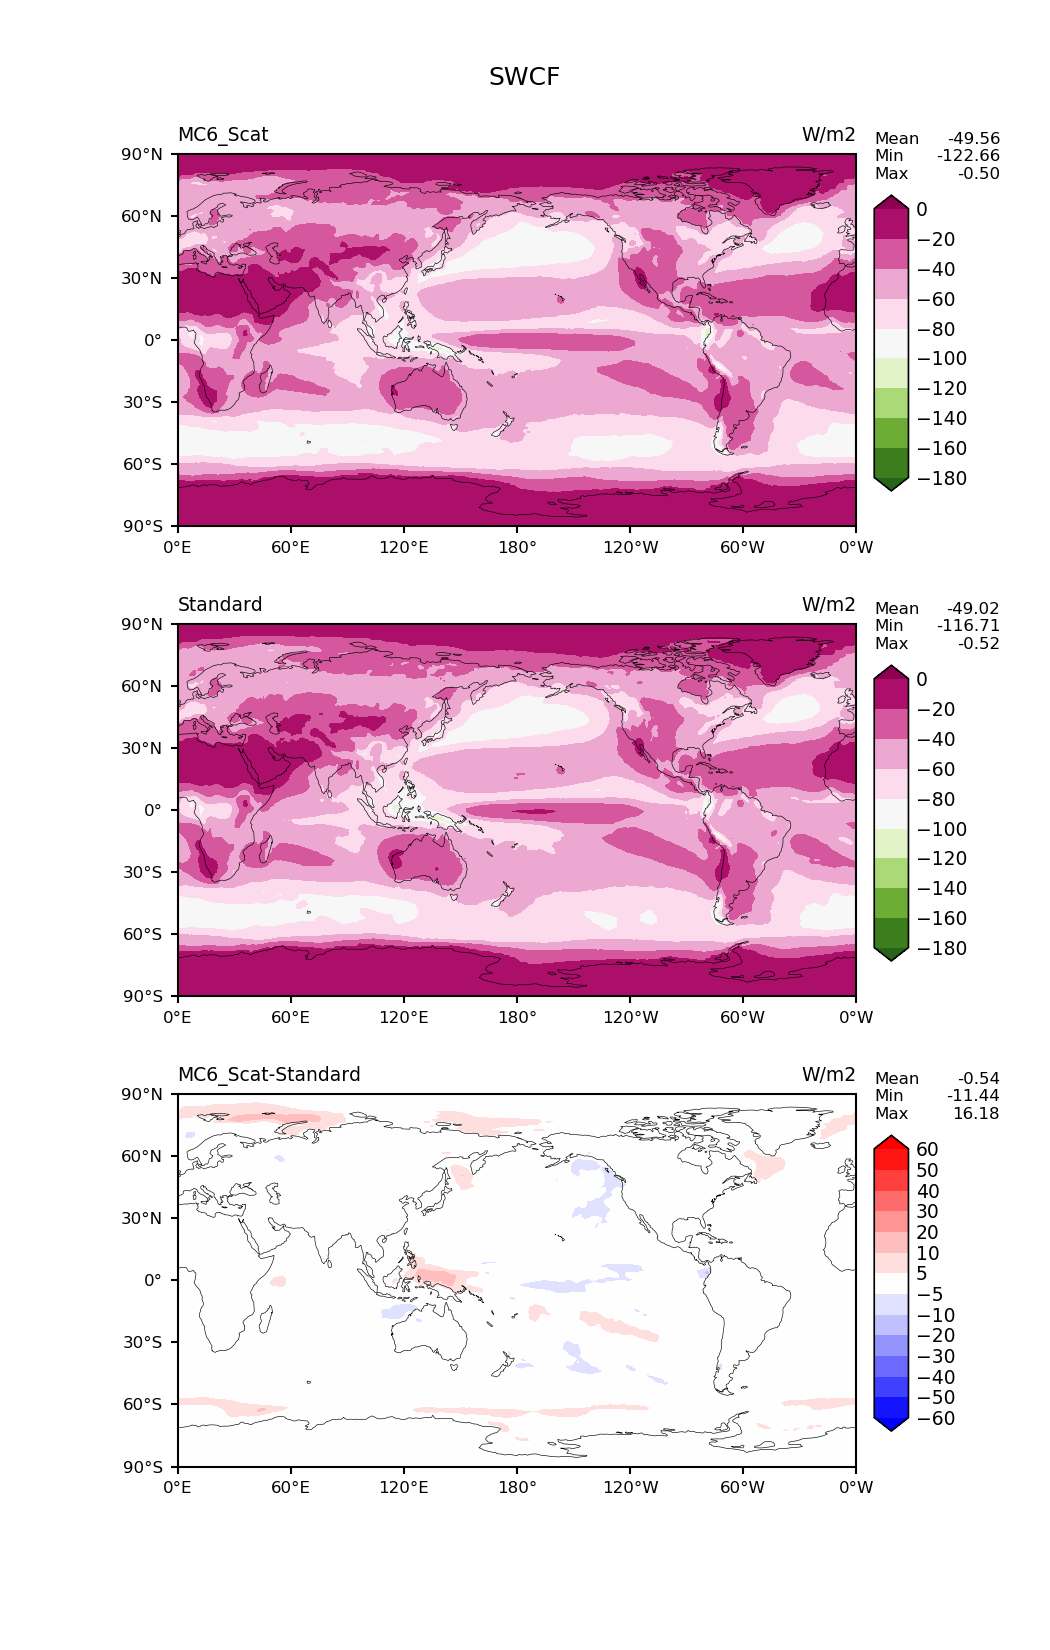 SWCF
MC6_Scat W/m2
Mean -49.56
Min -122.66
Max -0.50
90°N
60°N
30°N
0°
30°S
60°S
90°S
0°E 60°E 120°E 180° 120°W 60°W 0°W
0
−20
−40
−60
−80
−100
−120
−140
−160
−180
Standard W/m2
Mean -49.02
Min -116.71
Max -0.52
90°N
60°N
30°N
0°
30°S
60°S
90°S
0°E 60°E 120°E 180° 120°W 60°W 0°W
0
−20
−40
−60
−80
−100
−120
−140
−160
−180
MC6_Scat-Standard W/m2
Mean -0.54
Min -11.44
Max 16.18
90°N
60°N
30°N
0°
30°S
60°S
90°S
0°E 60°E 120°E 180° 120°W 60°W 0°W
60
50
40
30
20
10
5
−5
−10
−20
−30
−40
−50
−60